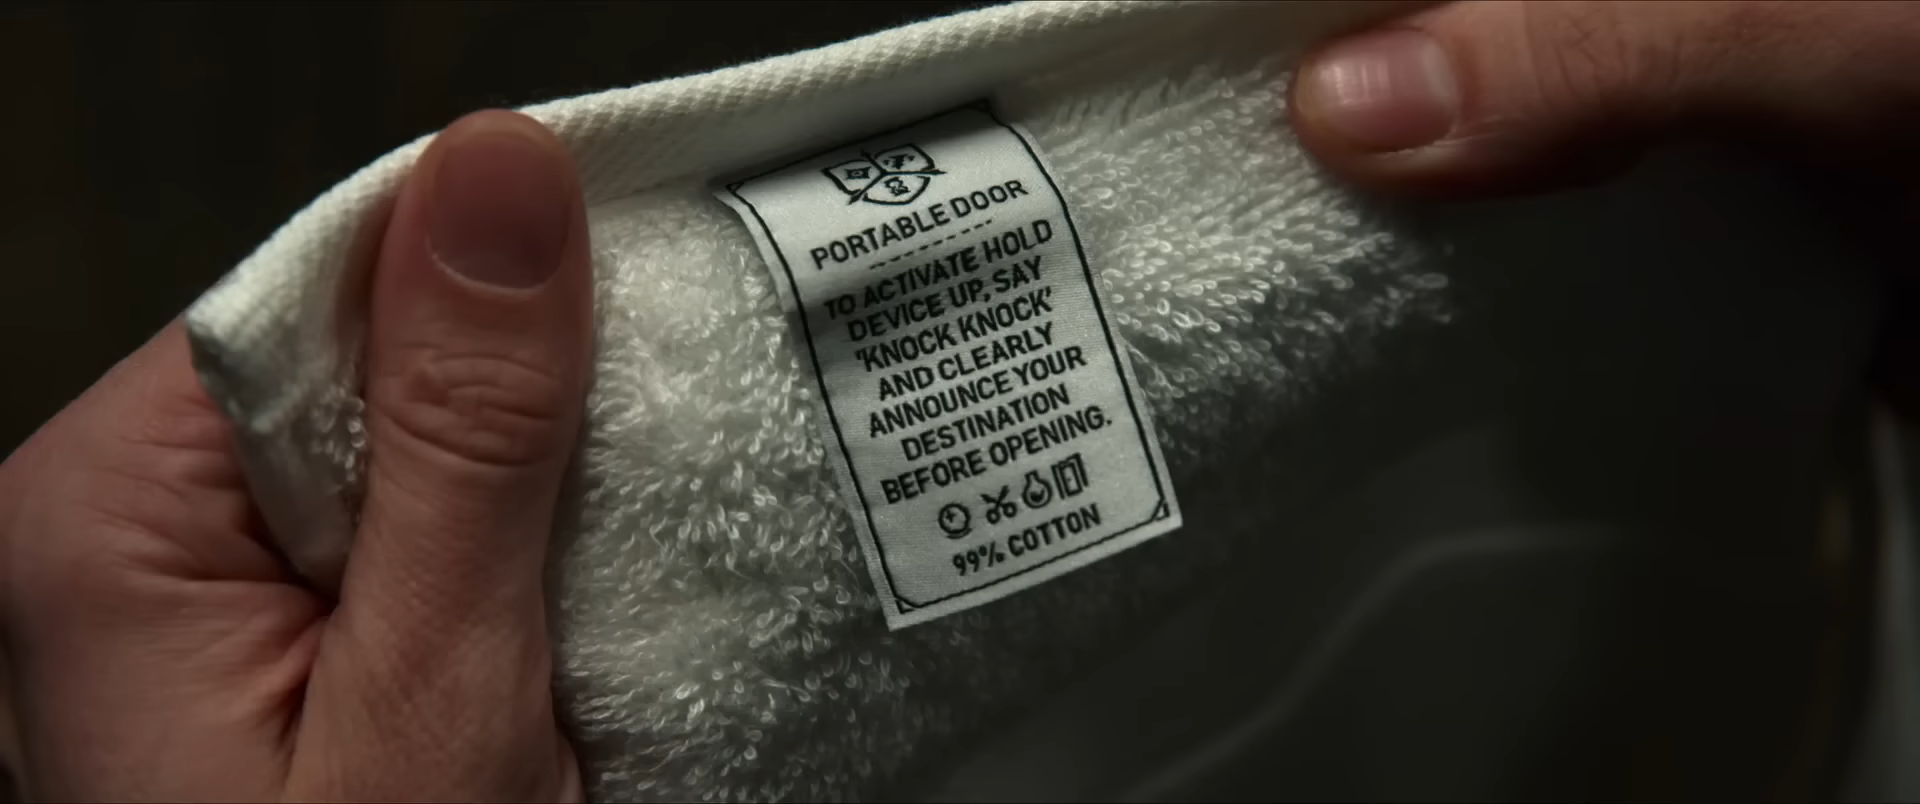 PORTABLE DOOR
TO ACTIVATE HOLD
DEVICE UP, SAY
'KNOCK KNOCK'
AND CLEARLY
ANNOUNCE YOUR
DESTINATION
BEFORE OPENING.
99% COTTON